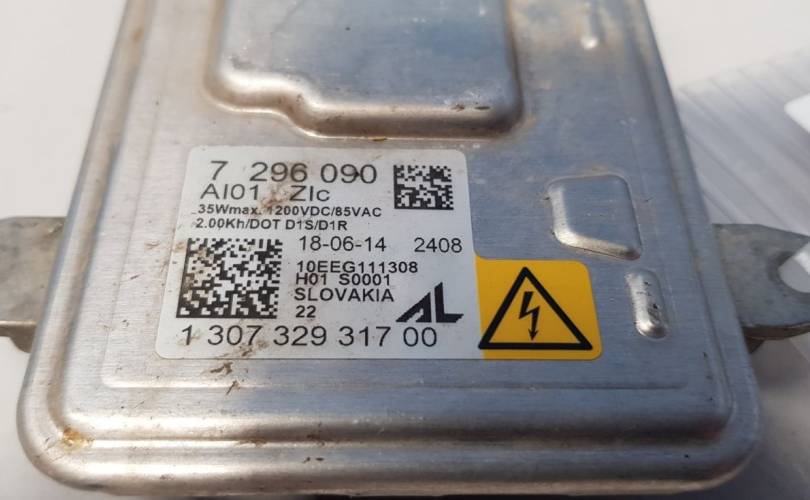 7 296 090
AI01 ZIc
35Wmax. 1200VDC/85VAC
2.00Kh/DOT D1S/D1R
18-06-14 2408
10EEG111308
H01 S0001
SLOVAKIA
22
AL
1 307 329 317 00